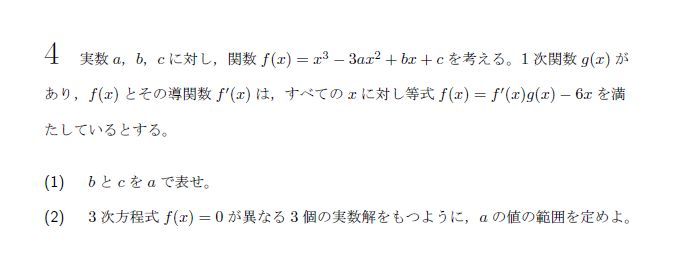 4 実数 a，b，c に対し，関数 f(x) = x³ − 3ax² + bx + c を考える。1 次関数 g(x) が
あり，f(x) とその導関数 f′(x) は，すべての x に対し等式 f(x) = f′(x)g(x) − 6x を満
たしているとする。
(1) b と c を a で表せ。
(2) 3 次方程式 f(x) = 0 が異なる 3 個の実数解をもつように，a の値の範囲を定めよ。